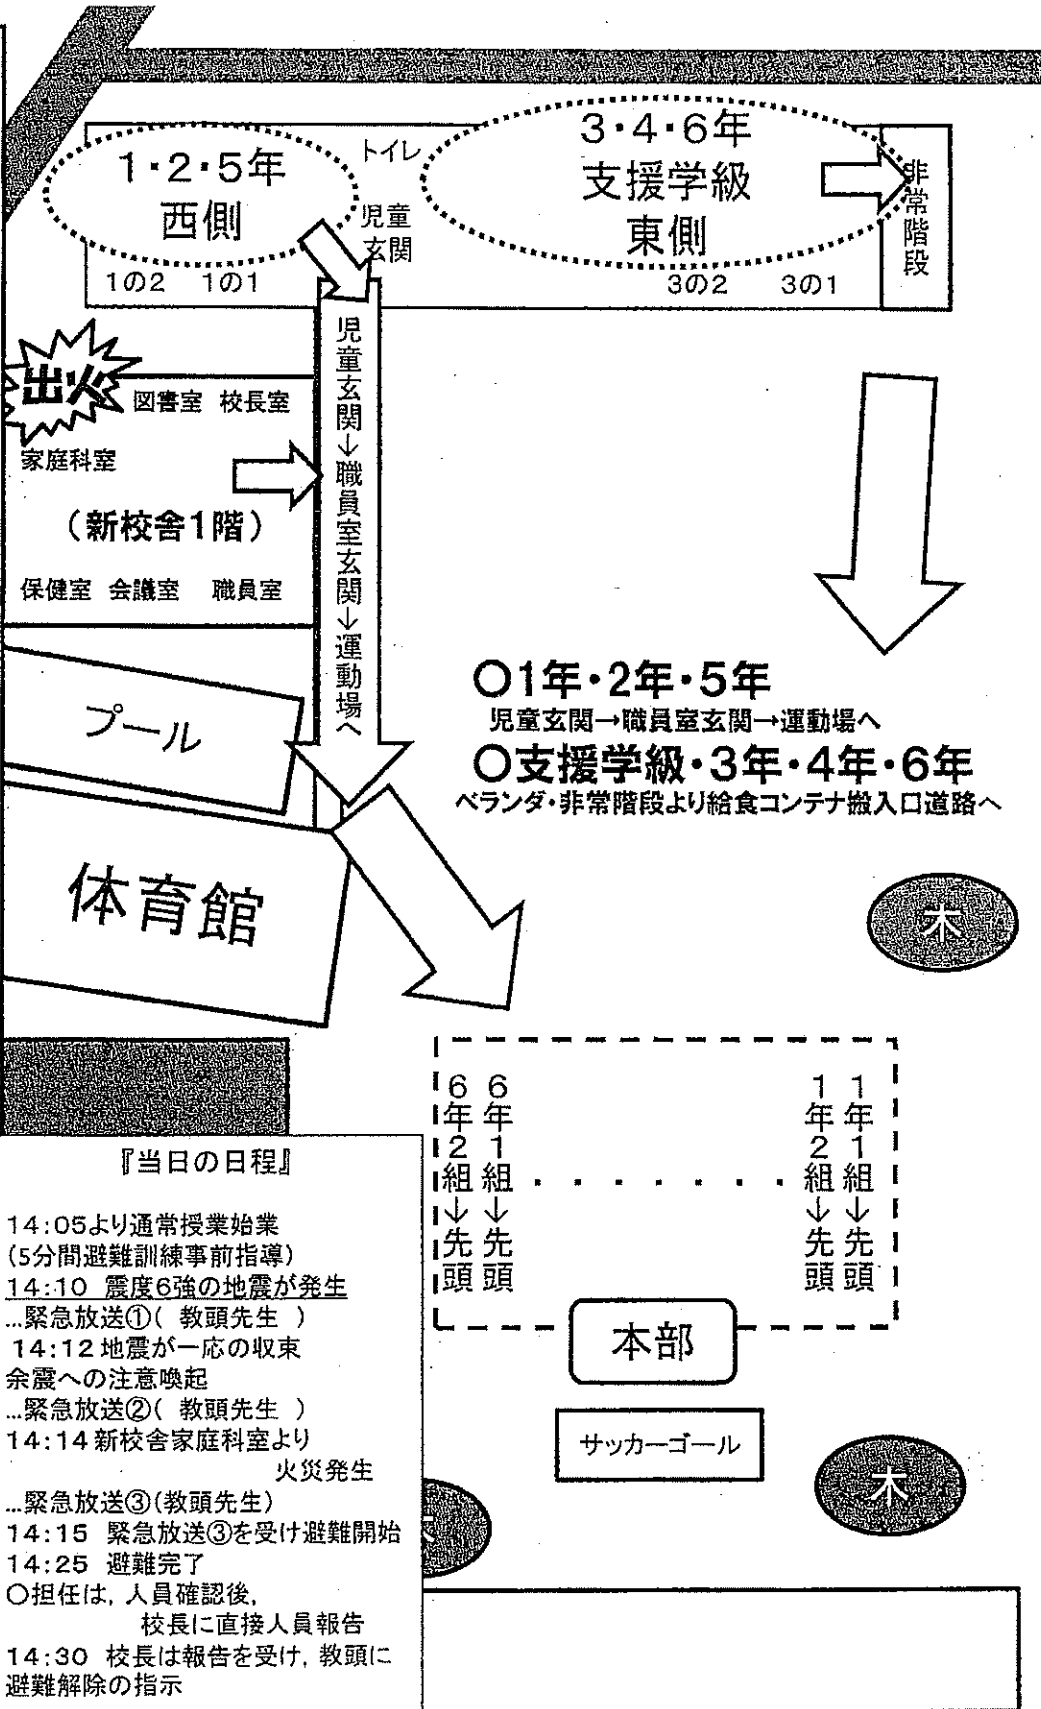 1・2・5年
西側
トイレ
児童
玄関
3・4・6年
支援学級
東側
非常階段
1の2 1の1
3の2 3の1
出火
図書室 校長室
家庭科室
(新校舎1階)
保健室 会議室 職員室
児童玄関→職員室玄関→運動場へ
プール
体育館
○1年・2年・5年
児童玄関→職員室玄関→運動場へ
○支援学級・3年・4年・6年
ベランダ・非常階段より給食コンテナ搬入口道路へ
木
6年2組→先頭
6年1組→先頭
・・・・・・・
1年2組→先頭
1年1組→先頭
本部
サッカーゴール
木
木
『当日の日程』
14:05より通常授業始業
(5分間避難訓練事前指導)
14:10 震度6強の地震が発生
…緊急放送①( 教頭先生 )
14:12地震が一応の収束
余震への注意喚起
…緊急放送②( 教頭先生 )
14:14新校舎家庭科室より
火災発生
…緊急放送③(教頭先生)
14:15 緊急放送③を受け避難開始
14:25 避難完了
○担任は,人員確認後,
校長に直接人員報告
14:30 校長は報告を受け,教頭に
避難解除の指示